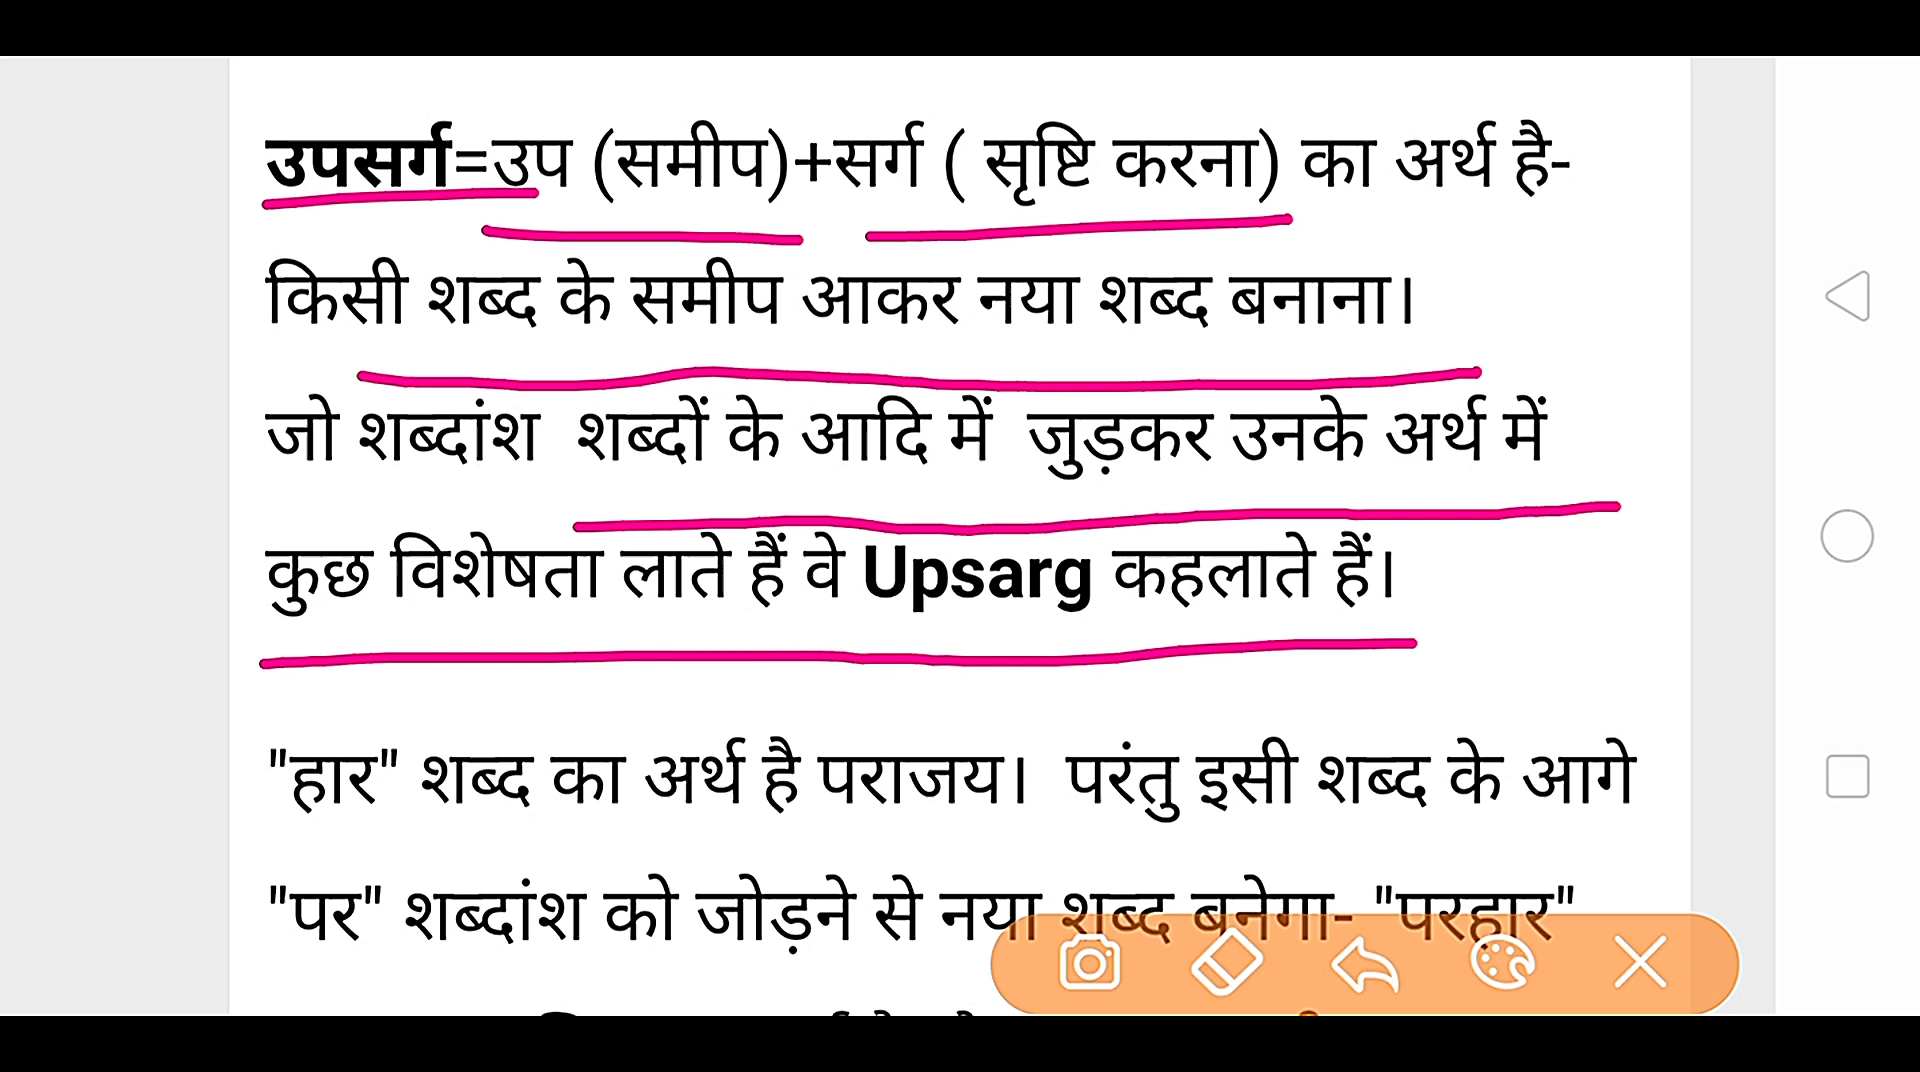 उपसर्ग=उप (समीप)+सर्ग ( सृष्टि करना) का अर्थ है-
किसी शब्द के समीप आकर नया शब्द बनाना।
जो शब्दांश शब्दों के आदि में जुड़कर उनके अर्थ में
कुछ विशेषता लाते हैं वे Upsarg कहलाते हैं।
"हार" शब्द का अर्थ है पराजय। परंतु इसी शब्द के आगे
"पर" शब्दांश को जोड़ने से नया शब्द बनेगा- "परहार"